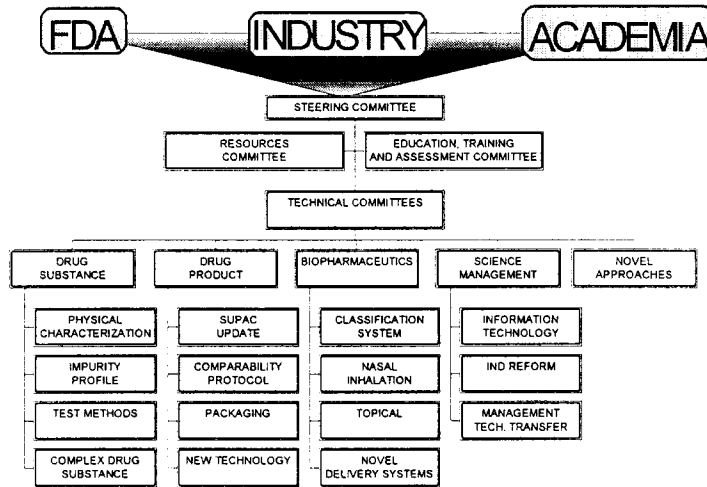 FDA
INDUSTRY
ACADEMIA
STEERING COMMITTEE
RESOURCES
COMMITTEE
EDUCATION, TRAINING
AND ASSESSMENT COMMITTEE
TECHNICAL COMMITTEES
DRUG
SUBSTANCE
DRUG
PRODUCT
BIOPHARMACEUTICS
SCIENCE
MANAGEMENT
NOVEL
APPROACHES
PHYSICAL
CHARACTERIZATION
SUPAC
UPDATE
CLASSIFICATION
SYSTEM
INFORMATION
TECHNOLOGY
IMPURITY
PROFILE
COMPARABILITY
PROTOCOL
NASAL
INHALATION
IND REFORM
TEST METHODS
PACKAGING
TOPICAL
MANAGEMENT
TECH. TRANSFER
COMPLEX DRUG
SUBSTANCE
NEW TECHNOLOGY
NOVEL
DELIVERY SYSTEMS